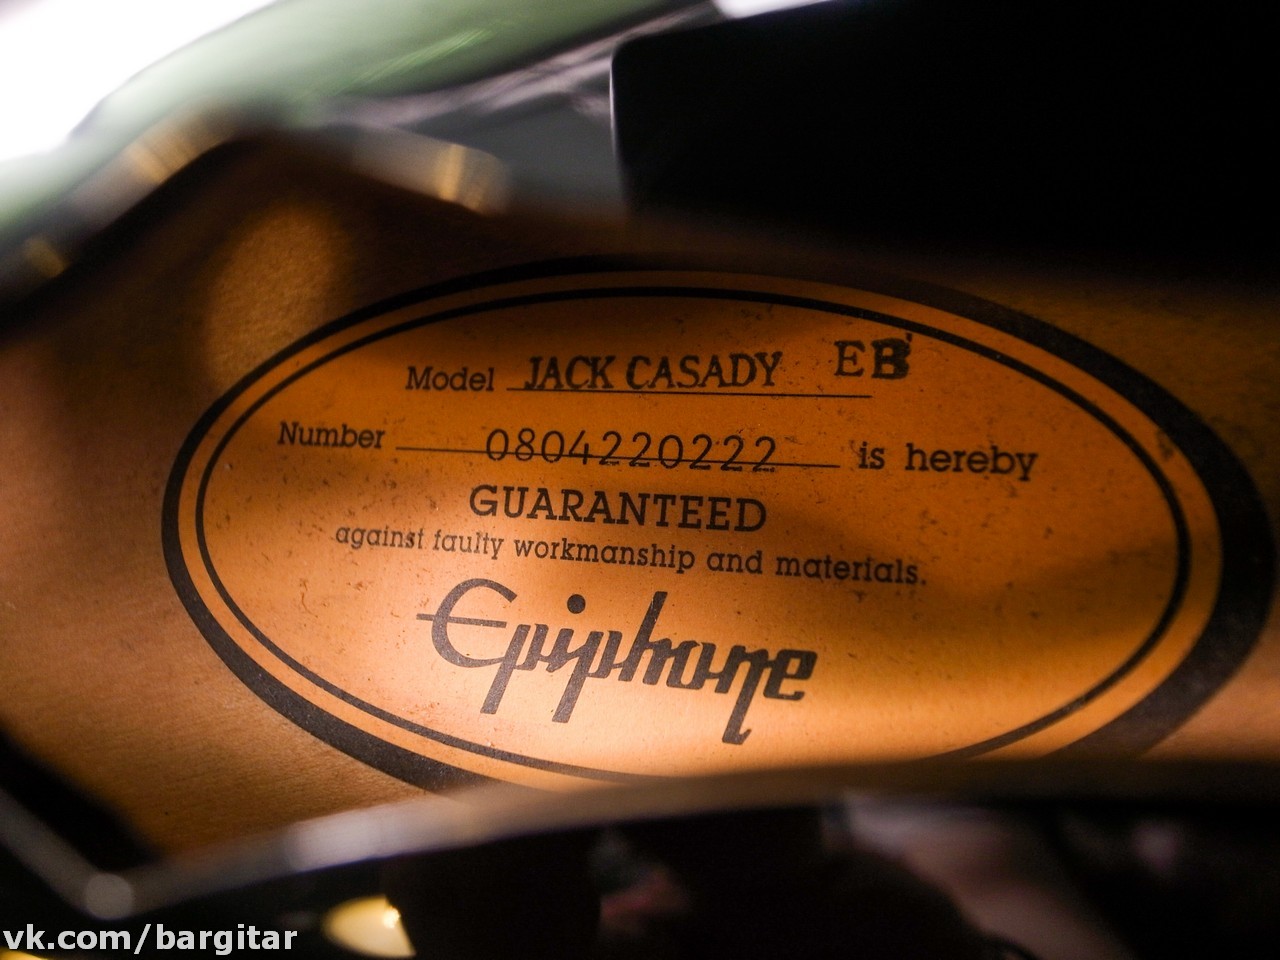 Model JACK CASADY EB
Number 0804220222 is hereby
GUARANTEED
against faulty workmanship and materials.
Epiphone
vk.com/bargitar